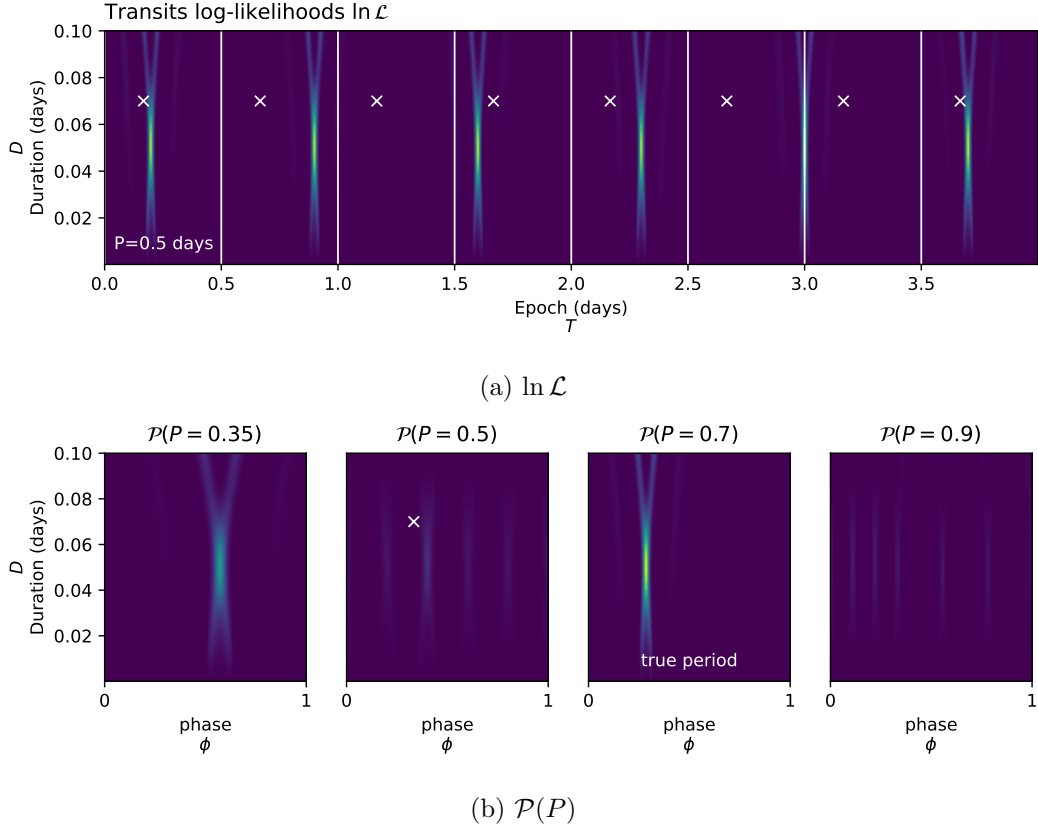 Transits log-likelihoods ln ℒ
D
Duration (days)
0.10
0.08
0.06
0.04
0.02
P=0.5 days
0.0 0.5 1.0 1.5 2.0 2.5 3.0 3.5
Epoch (days)
T
(a) ln ℒ
𝒫(P = 0.35) 𝒫(P = 0.5) 𝒫(P = 0.7) 𝒫(P = 0.9)
D
Duration (days)
0.10
0.08
0.06
0.04
0.02
true period
0 1 0 1 0 1 0 1
phase phase phase phase
ϕ ϕ ϕ ϕ
(b) 𝒫(P)